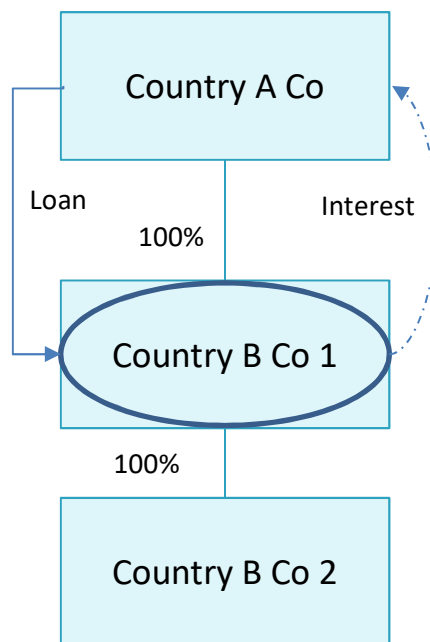 Country A Co
Loan
Interest
100%
Country B Co 1
100%
Country B Co 2